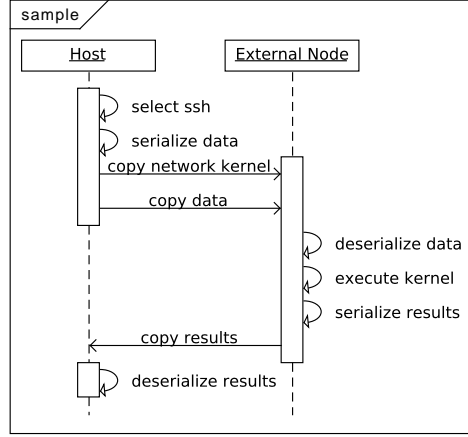 sample
Host
External Node
select ssh
serialize data
copy network kernel
copy data
deserialize data
execute kernel
serialize results
copy results
deserialize results